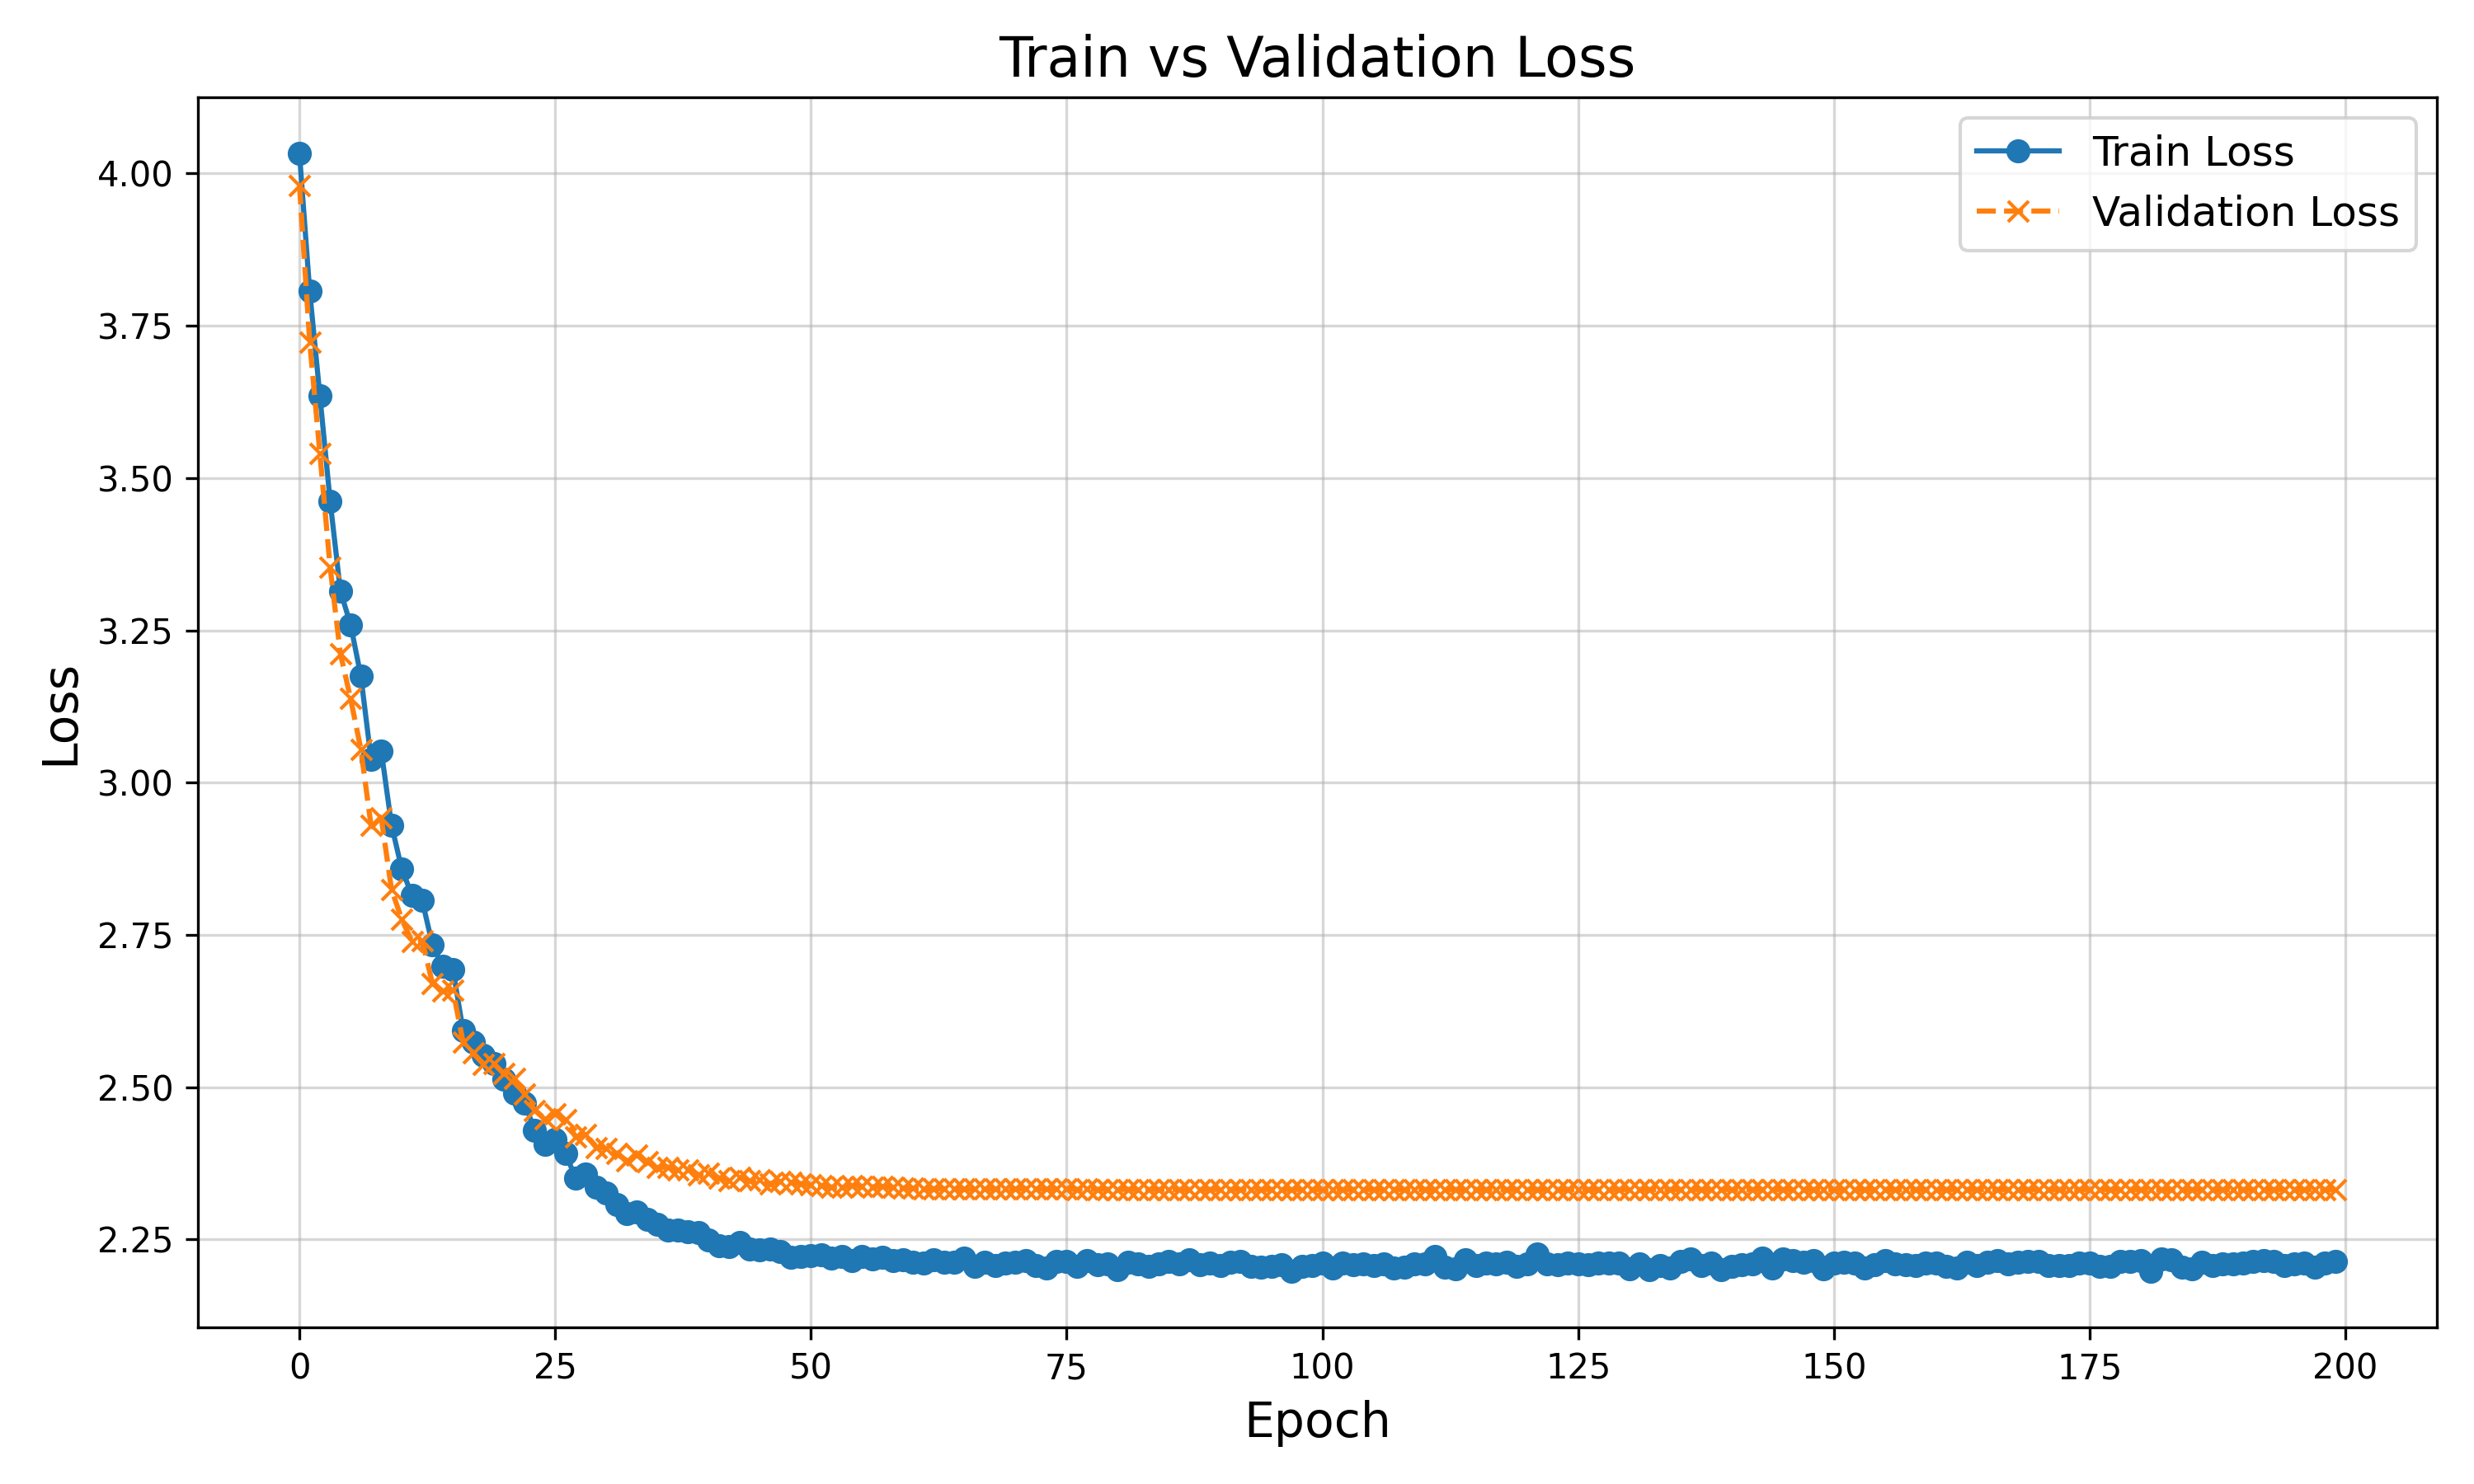 Train vs Validation Loss
Train Loss
Validation Loss
4.00
3.75
3.50
3.25
3.00
2.75
2.50
2.25
Loss
0 25 50 75 100 125 150 175 200
Epoch